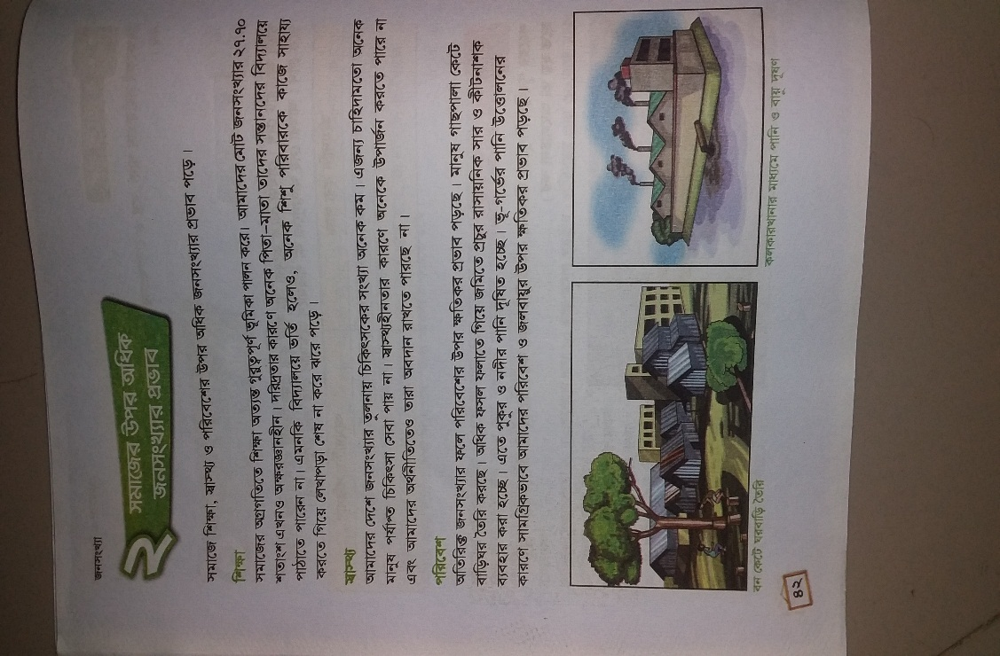 জনসংখ্যা
২
সমাজের উপর অধিক
জনসংখ্যার প্রভাব
সমাজে শিক্ষা, স্বাস্থ্য ও পরিবেশের উপর অধিক জনসংখ্যার প্রভাব পড়ে।
শিক্ষা
সমাজের অগ্রগতিতে শিক্ষা অত্যন্ত গুরুত্বপূর্ণ ভূমিকা পালন করে। আমাদের মোট জনসংখ্যার ২৭.৭০
শতাংশ এখনও অক্ষরজ্ঞানহীন। দরিদ্রতার কারণে অনেক পিতা-মাতা তাদের সন্তানদের বিদ্যালয়ে
পাঠাতে পারেন না। এমনকি বিদ্যালয়ে ভর্তি হলেও, অনেক শিশু পরিবারকে কাজে সাহায্য
করতে গিয়ে লেখাপড়া শেষ না করে ঝরে পড়ে।
স্বাস্থ্য
আমাদের দেশে জনসংখ্যার তুলনায় চিকিৎসকের সংখ্যা অনেক কম। এজন্য চাহিদামতো অনেক
মানুষ পর্যাপ্ত চিকিৎসা সেবা পায় না। স্বাস্থ্যহীনতার কারণে অনেকে উপার্জন করতে পারে না
এবং আমাদের অর্থনীতিতেও তারা অবদান রাখতে পারছে না।
পরিবেশ
অতিরিক্ত জনসংখ্যার ফলে পরিবেশের উপর ক্ষতিকর প্রভাব পড়ছে। মানুষ গাছপালা কেটে
বাড়িঘর তৈরি করছে। অধিক ফসল ফলাতে গিয়ে জমিতে প্রচুর রাসায়নিক সার ও কীটনাশক
ব্যবহার করা হচ্ছে। এতে পুকুর ও নদীর পানি দূষিত হচ্ছে। ভূ-গর্ভের পানি উত্তোলনের
কারণে সামগ্রিকভাবে আমাদের পরিবেশ ও জলবায়ুর উপর ক্ষতিকর প্রভাব পড়ছে।
বন কেটে ঘরবাড়ি তৈরি
কলকারখানার মাধ্যমে পানি ও বায়ু দূষণ
৪২